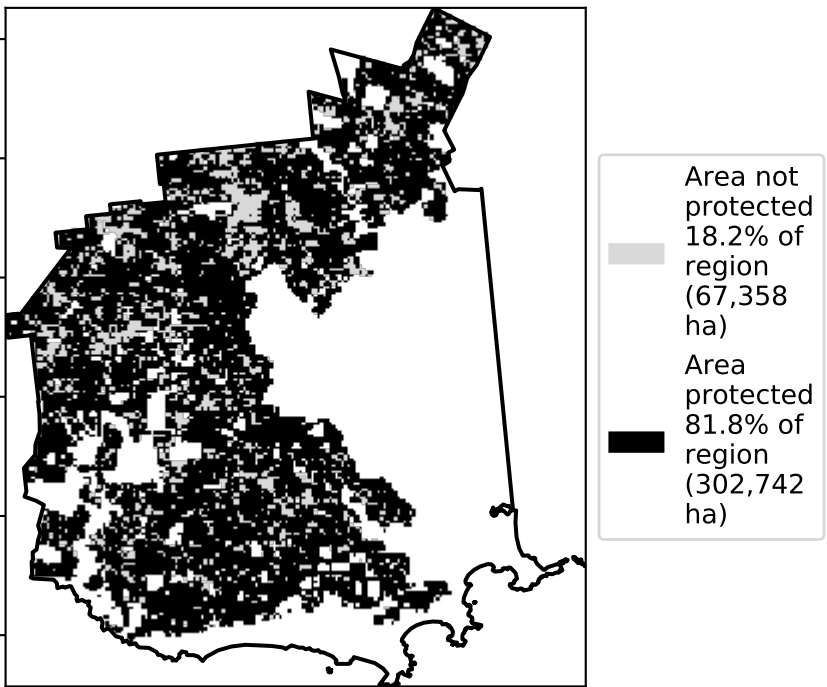 Area not
protected
18.2% of
region
(67,358
ha)
Area
protected
81.8% of
region
(302,742
ha)